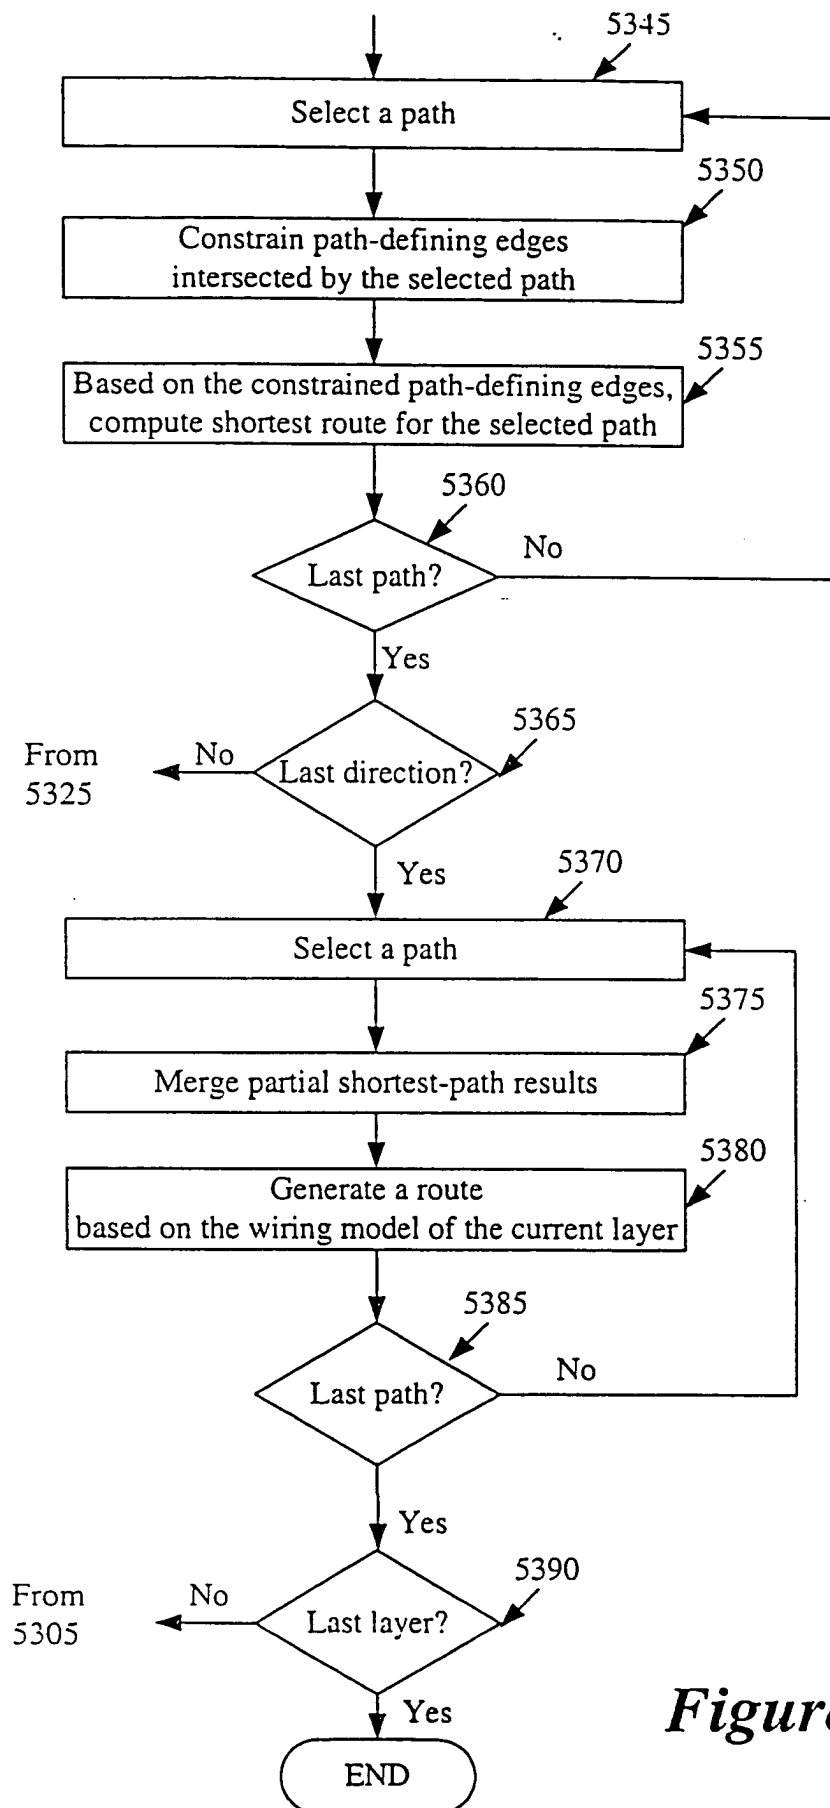 5345
Select a path
5350
Constrain path-defining edges
intersected by the selected path
5355
Based on the constrained path-defining edges,
compute shortest route for the selected path
5360
Last path?
No
Yes
5365
From
5325
No
Last direction?
Yes
5370
Select a path
5375
Merge partial shortest-path results
5380
Generate a route
based on the wiring model of the current layer
5385
Last path?
No
Yes
5390
From
5305
No
Last layer?
Yes
Figure
END